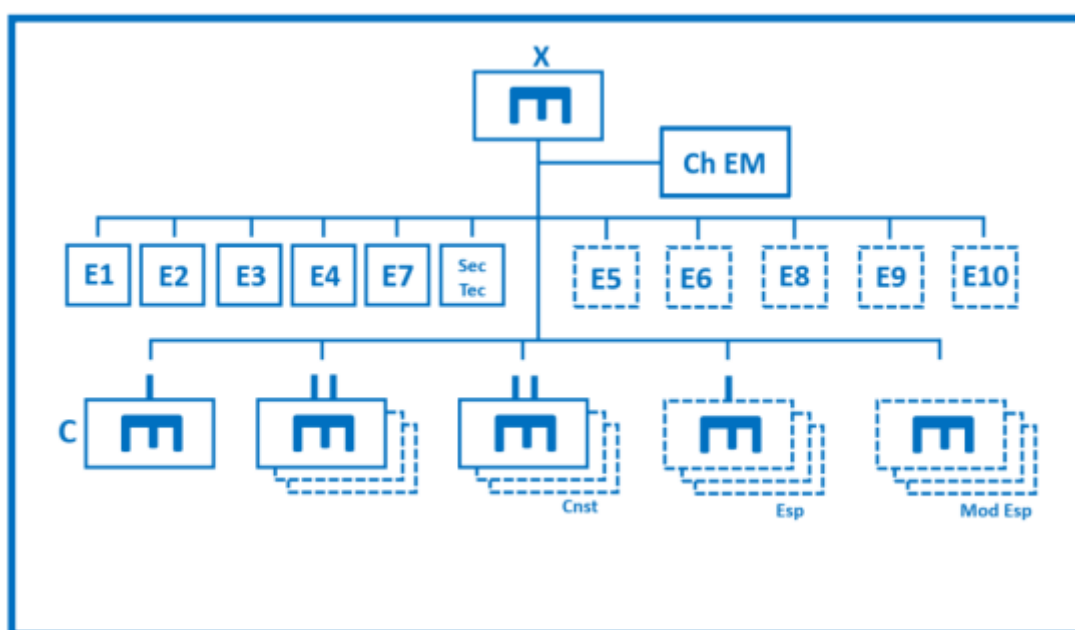 X
Ch EM
E1
E2
E3
E4
E7
Sec
Tec
E5
E6
E8
E9
E10
C
Cnst
Esp
Mod Esp